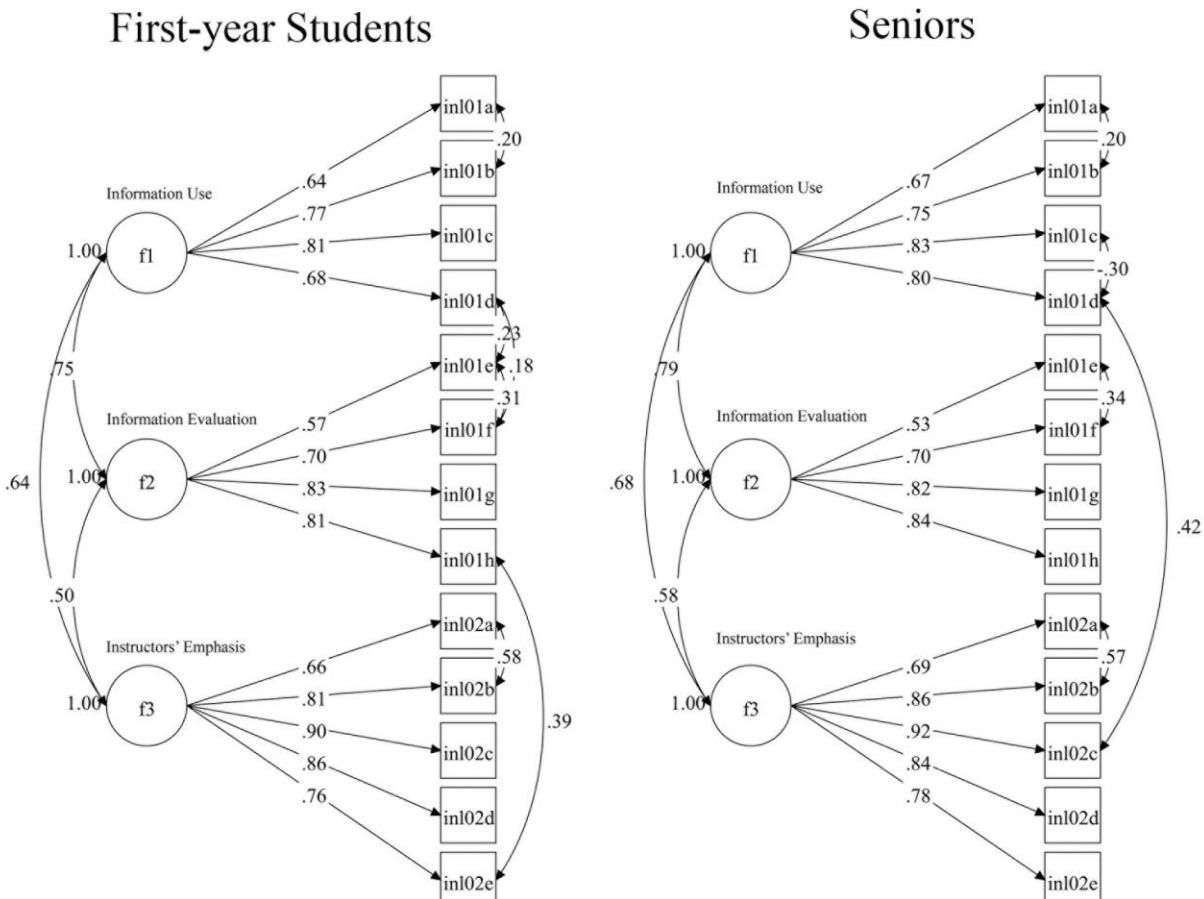 First-year Students
inl01a
.20
inl01b
Information Use
.64
.77
1.00
f1
.81
inl01c
.68
inl01d
.23
.75
inl01e
.18
.31
Information Evaluation
.57
inl01f
.70
1.00
f2
.83
inl01g
.64
.81
inl01h
.50
inl02a
Instructors' Emphasis
.66
.58
.81
inl02b
1.00
f3
.90
.39
.86
inl02c
.76
inl02d
inl02e
Seniors
inl01a
.20
inl01b
Information Use
.67
.75
1.00
f1
.83
inl01c
-.30
.80
inl01d
.79
inl01e
.34
Information Evaluation
.53
inl01f
.70
1.00
f2
.82
inl01g
.68
.84
.42
inl01h
.58
inl02a
Instructors' Emphasis
.69
.57
.86
inl02b
1.00
f3
.92
.84
inl02c
.78
inl02d
inl02e